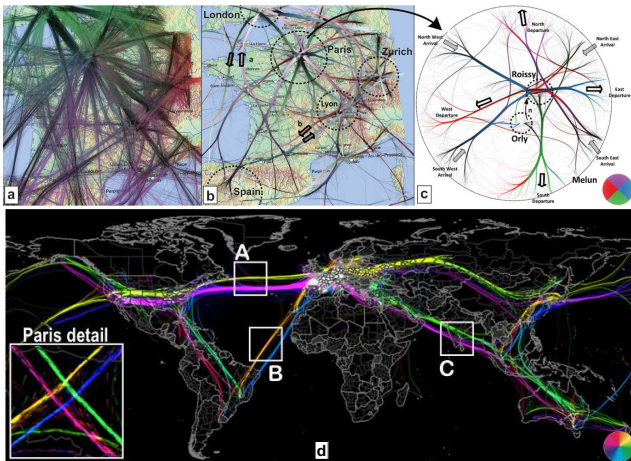 a
London
a
Paris
Zurich
Lyon
b
Spain
b
North
Departure
North West
Arrival
North East
Arrival
Roissy
East
Departure
West
Departure
n
Orly
South East
Arrival
South West
Arrival
Melun
South
Departure
c
A
B
C
Paris detail
d